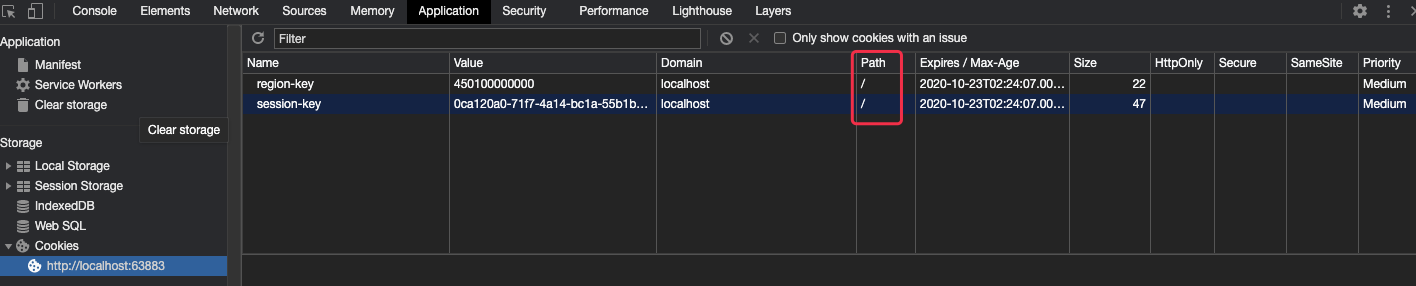 Console Elements Network Sources Memory Application Security Performance Lighthouse Layers
Application
Manifest
Service Workers
Clear storage
Clear storage
Storage
Local Storage
Session Storage
IndexedDB
Web SQL
Cookies
http://localhost:63883
Filter Only show cookies with an issue
Name Value Domain Path Expires / Max-Age Size HttpOnly Secure SameSite Priority
region-key 450100000000 localhost / 2020-10-23T02:24:07.00... 22 Medium
session-key 0ca120a0-71f7-4a14-bc1a-55b1b... localhost / 2020-10-23T02:24:07.00... 47 Medium